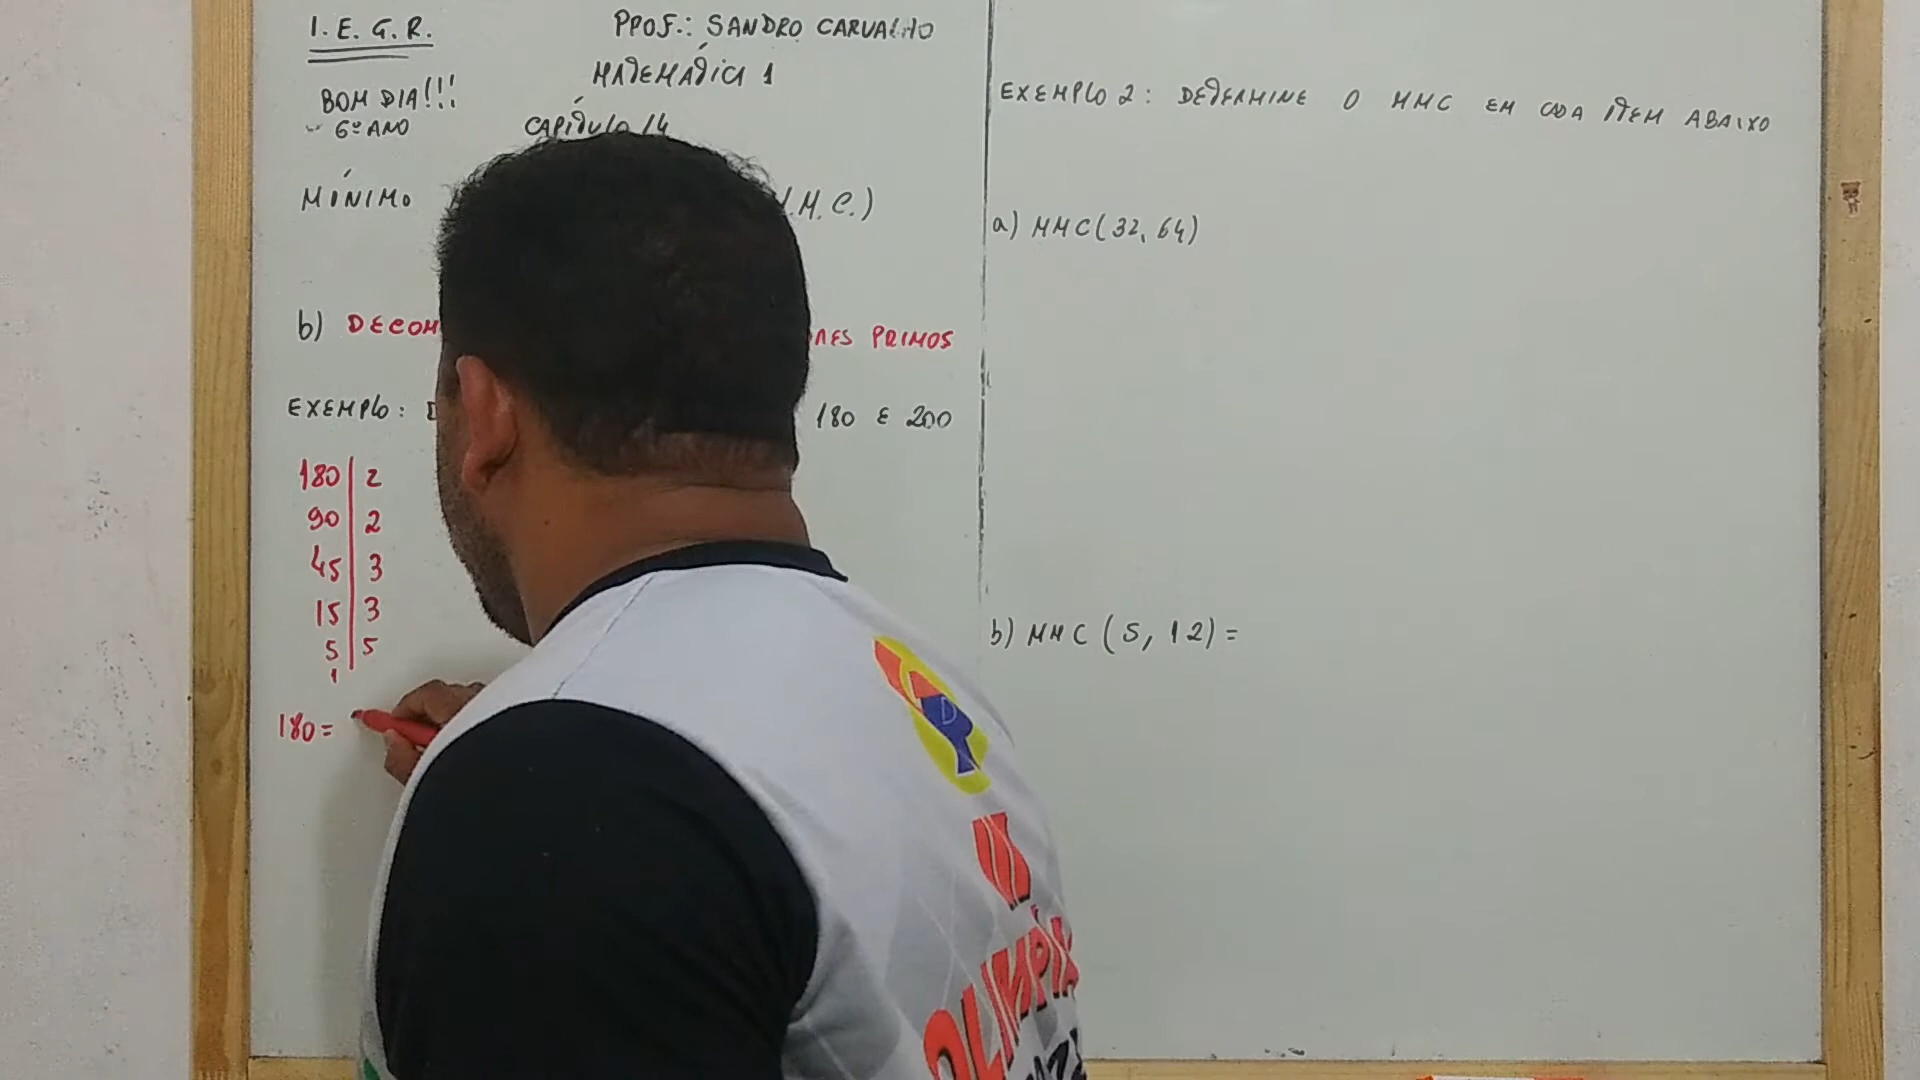 I. E. G. R.
PROF.: SANDRO CARVALHO
MATEMÁTICA 1
BOM DIA!!!
6º ANO
CAPÍTULO 14
MÍNIMO
.M.C.)
b) DECOM
RES PRIMOS
EXEMPLO: D
180 E 200
180 | 2
90 | 2
45 | 3
15 | 3
5 | 5
1
180 =
EXEMPLO 2: DETERMINE O MMC EM CADA ITEM ABAIXO
a) MMC(32, 64)
b) MMC (5, 12) =
D
OLIMPÍA